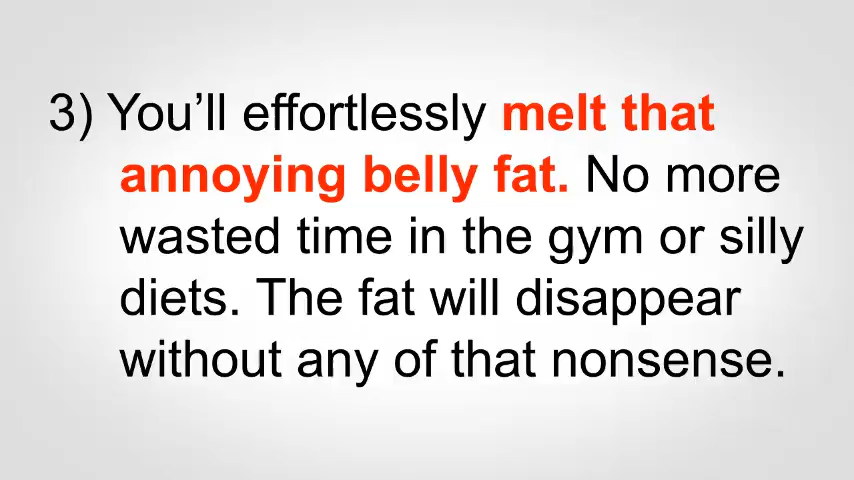 3) You’ll effortlessly melt that
annoying belly fat. No more
wasted time in the gym or silly
diets. The fat will disappear
without any of that nonsense.